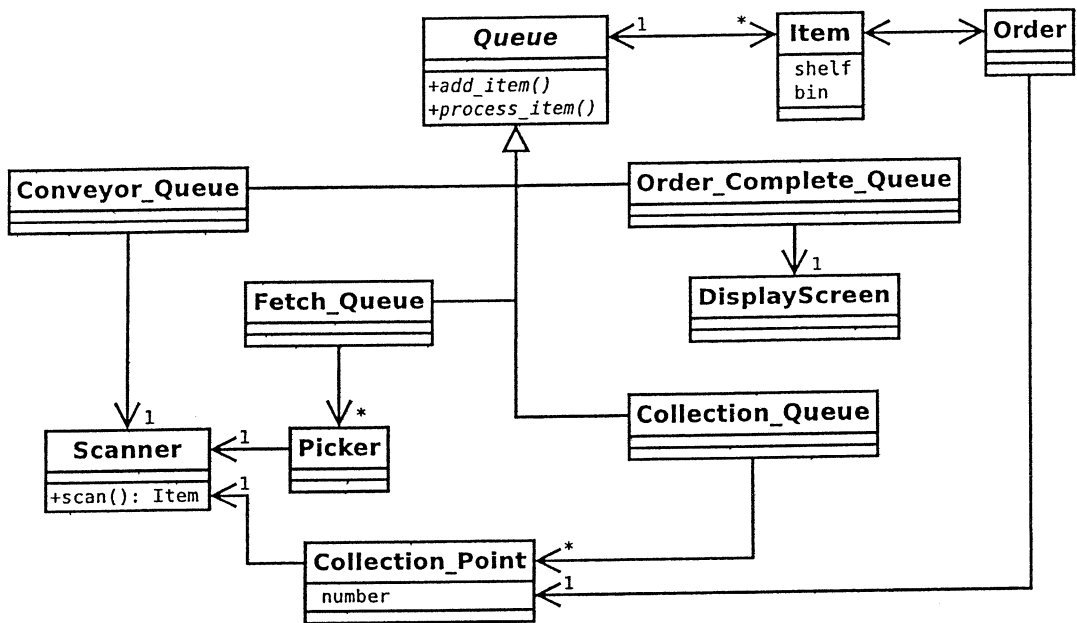 Queue
+add_item()
+process_item()
1
*
Item
shelf
bin
Order
Conveyor_Queue
Order_Complete_Queue
1
DisplayScreen
Fetch_Queue
*
1
Collection_Queue
Scanner
+scan(): Item
1
Picker
1
Collection_Point
number
*
1